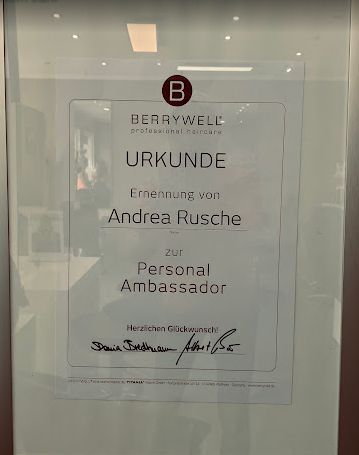 B
BERRYWELL®
professional haircare
URKUNDE
Ernennung von
Andrea Rusche
zur
Personal
Ambassador
Herzlichen Glückwunsch!